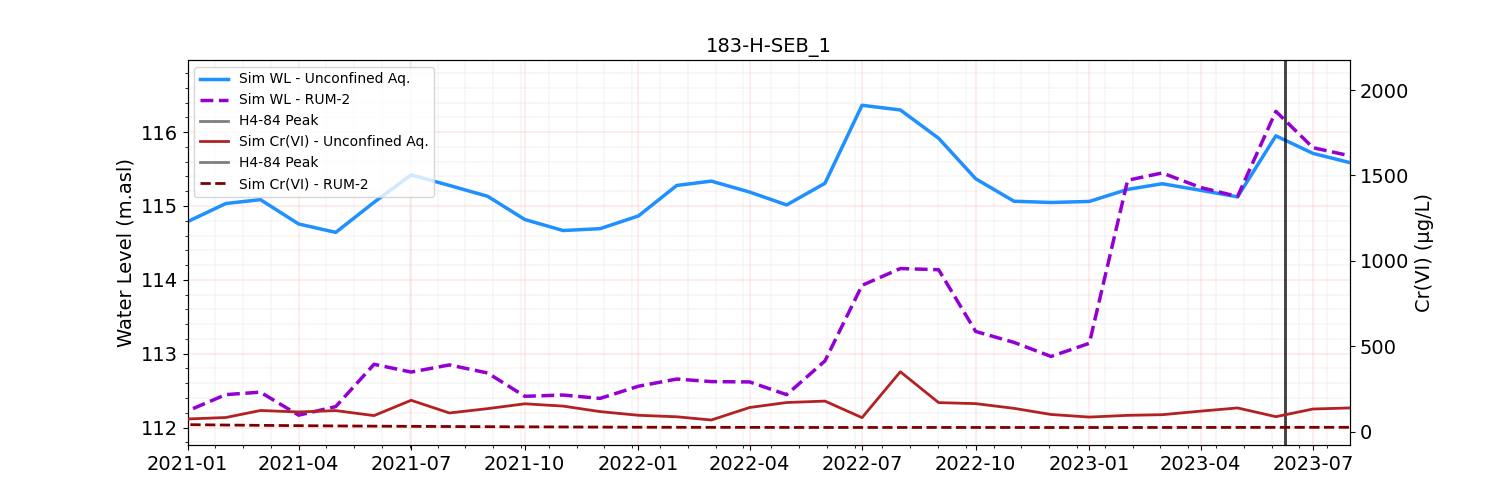 183-H-SEB_1
Sim WL - Unconfined Aq.
Sim WL - RUM-2
H4-84 Peak
Sim Cr(VI) - Unconfined Aq.
H4-84 Peak
Sim Cr(VI) - RUM-2
Water Level (m.asl)
116
115
114
113
112
2000
1500
1000
500
0
Cr(VI) (µg/L)
2021-01 2021-04 2021-07 2021-10 2022-01 2022-04 2022-07 2022-10 2023-01 2023-04 2023-07